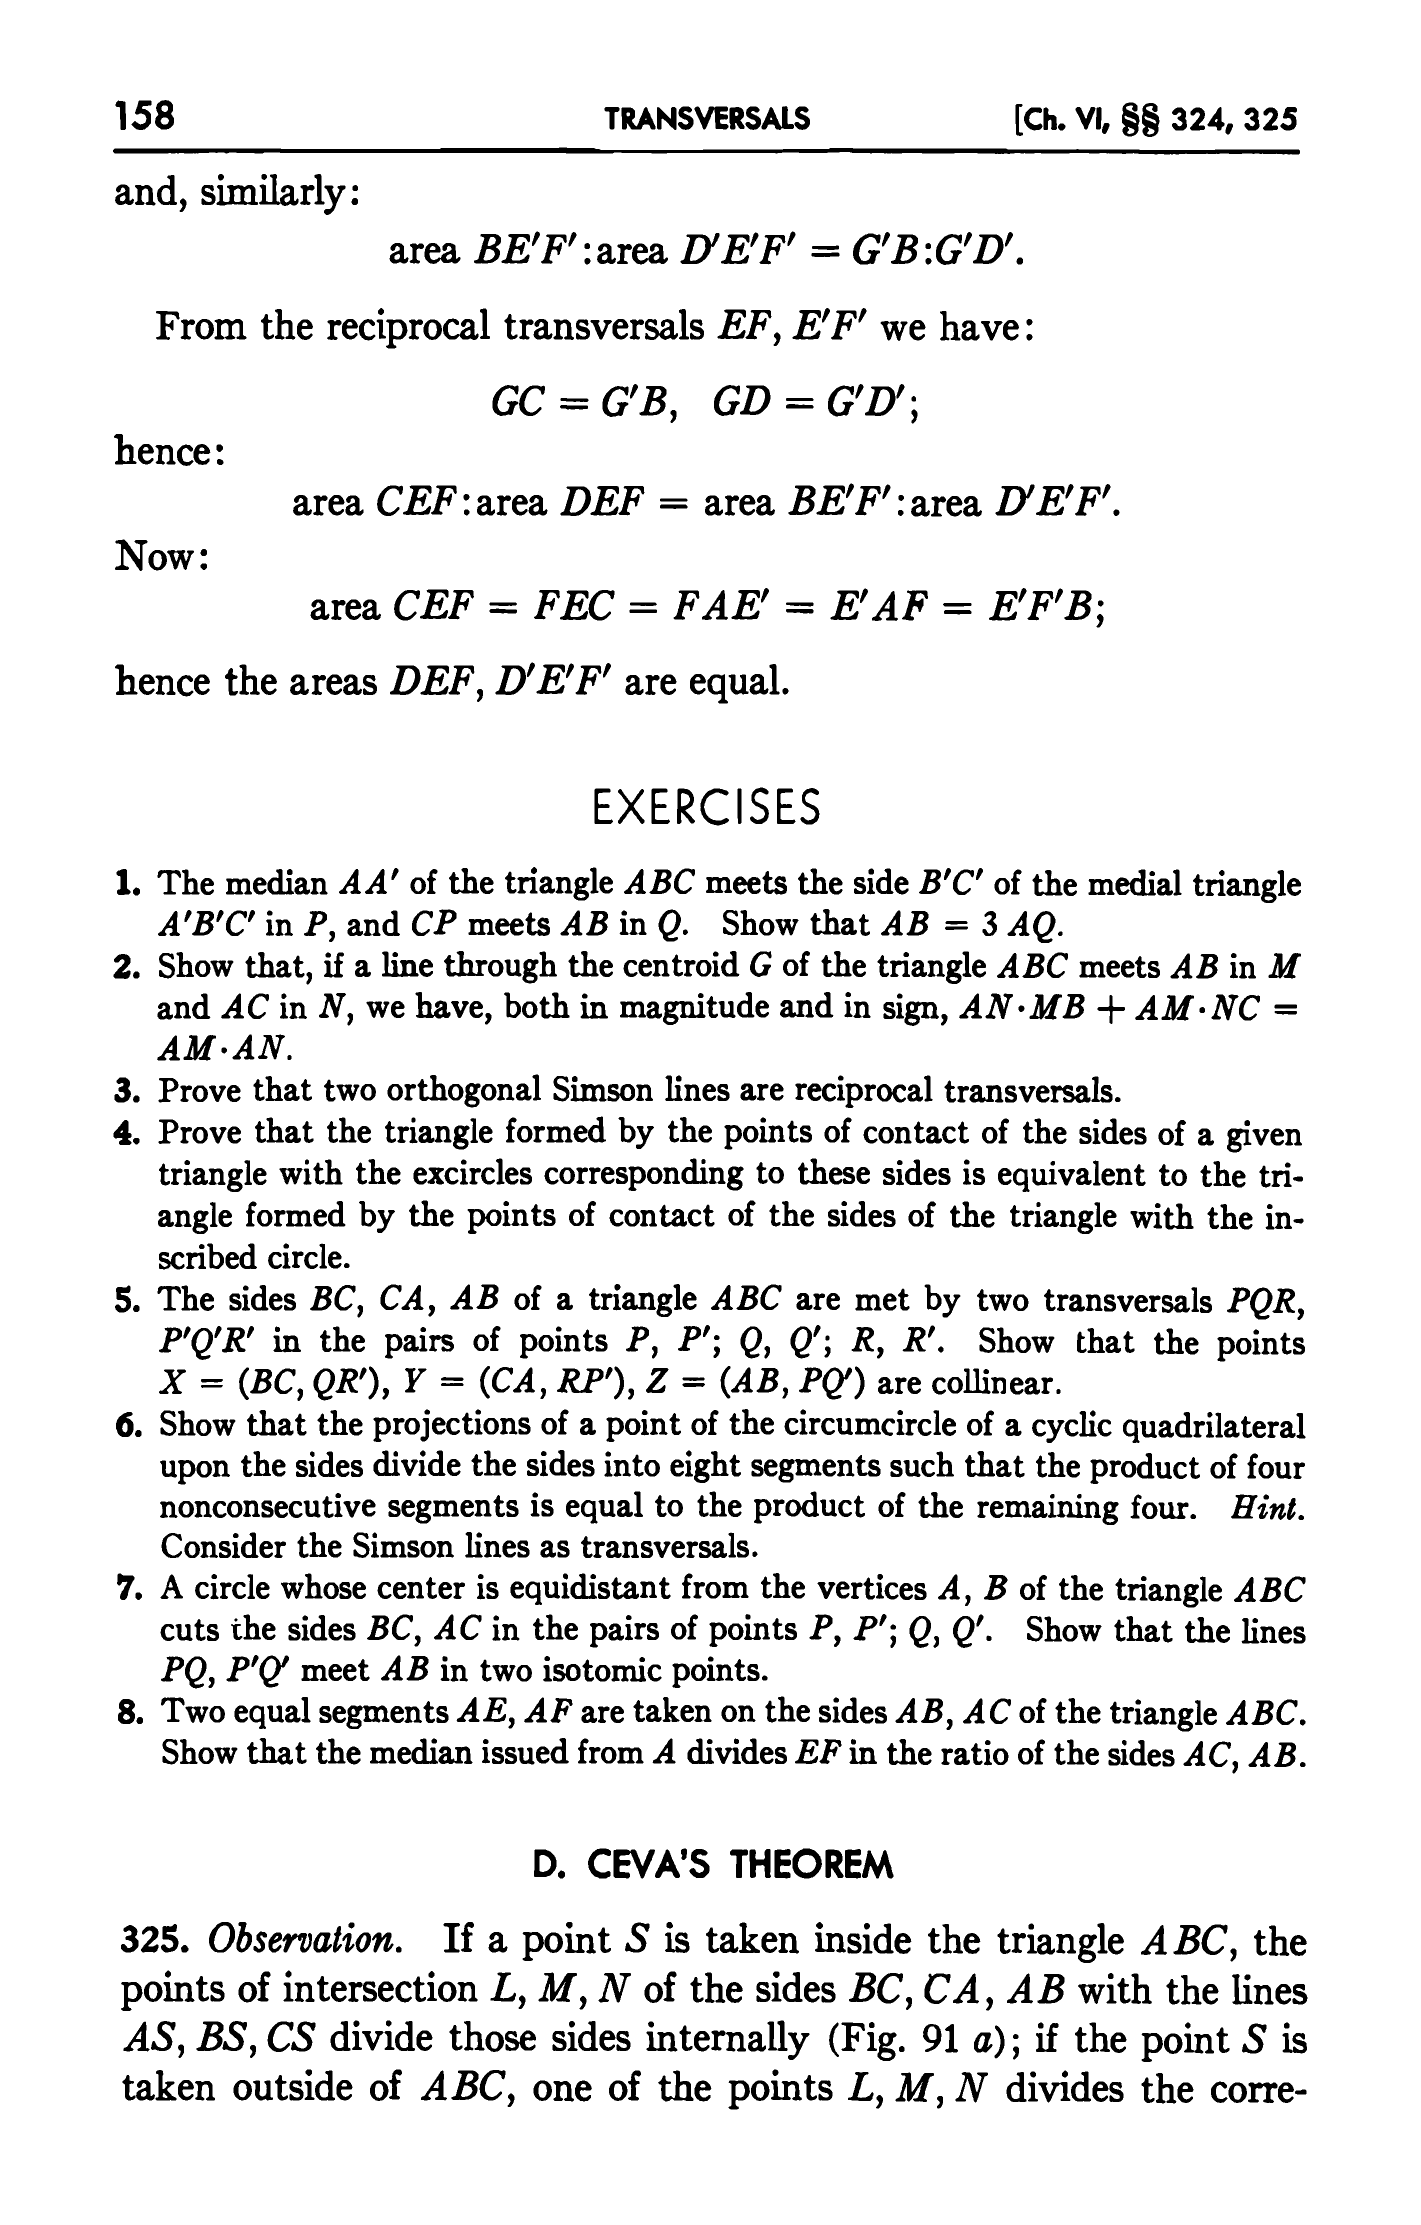 158 TRANSVERSALS [Ch. VI, §§ 324, 325
and, similarly:
area BE′F′:area D′E′F′ = G′B:G′D′.
From the reciprocal transversals EF, E′F′ we have:
GC = G′B, GD = G′D′;
hence:
area CEF:area DEF = area BE′F′:area D′E′F′.
Now:
area CEF = FEC = FAE′ = E′AF = E′F′B;
hence the areas DEF, D′E′F′ are equal.
EXERCISES
1. The median AA′ of the triangle ABC meets the side B′C′ of the medial triangle
A′B′C′ in P, and CP meets AB in Q. Show that AB = 3 AQ.
2. Show that, if a line through the centroid G of the triangle ABC meets AB in M
and AC in N, we have, both in magnitude and in sign, AN·MB + AM·NC =
AM·AN.
3. Prove that two orthogonal Simson lines are reciprocal transversals.
4. Prove that the triangle formed by the points of contact of the sides of a given
triangle with the excircles corresponding to these sides is equivalent to the tri-
angle formed by the points of contact of the sides of the triangle with the in-
scribed circle.
5. The sides BC, CA, AB of a triangle ABC are met by two transversals PQR,
P′Q′R′ in the pairs of points P, P′; Q, Q′; R, R′. Show that the points
X = (BC, QR′), Y = (CA, RP′), Z = (AB, PQ′) are collinear.
6. Show that the projections of a point of the circumcircle of a cyclic quadrilateral
upon the sides divide the sides into eight segments such that the product of four
nonconsecutive segments is equal to the product of the remaining four. Hint.
Consider the Simson lines as transversals.
7. A circle whose center is equidistant from the vertices A, B of the triangle ABC
cuts the sides BC, AC in the pairs of points P, P′; Q, Q′. Show that the lines
PQ, P′Q′ meet AB in two isotomic points.
8. Two equal segments AE, AF are taken on the sides AB, AC of the triangle ABC.
Show that the median issued from A divides EF in the ratio of the sides AC, AB.
D. CEVA'S THEOREM
325. Observation. If a point S is taken inside the triangle ABC, the
points of intersection L, M, N of the sides BC, CA, AB with the lines
AS, BS, CS divide those sides internally (Fig. 91 a); if the point S is
taken outside of ABC, one of the points L, M, N divides the corre-